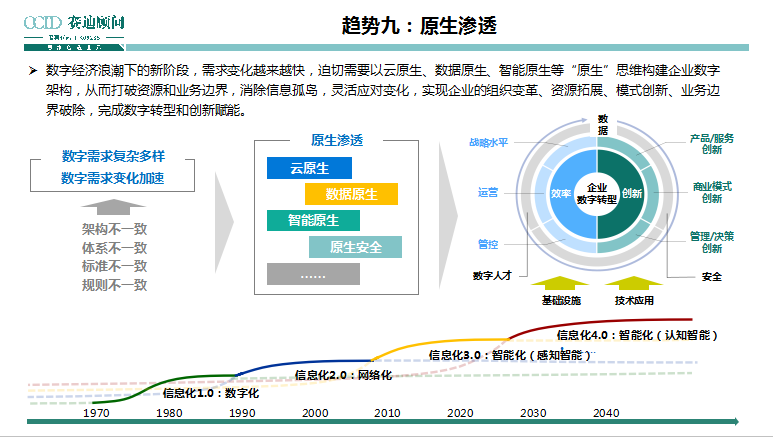 CCID 赛迪顾问
趋势九：原生渗透
数字经济浪潮下的新阶段，需求变化越来越快，迫切需要以云原生、数据原生、智能原生等“原生”思维构建企业数字
架构，从而打破资源和业务边界，消除信息孤岛，灵活应对变化，实现企业的组织变革、资源拓展、模式创新、业务边
界破除，完成数字转型和创新赋能。
数字需求复杂多样
数字需求变化加速
架构不一致
体系不一致
标准不一致
规则不一致
原生渗透
云原生
数据原生
智能原生
原生安全
……
数
据
战略水平
运营
管控
数字人才
效率
企业
数字转型
创新
产品/服务
创新
商业模式
创新
管理/决策
创新
安全
基础设施
技术应用
信息化1.0：数字化
信息化2.0：网络化
信息化3.0：智能化（感知智能）
信息化4.0：智能化（认知智能）
1970
1980
1990
2000
2010
2022
2030
2040